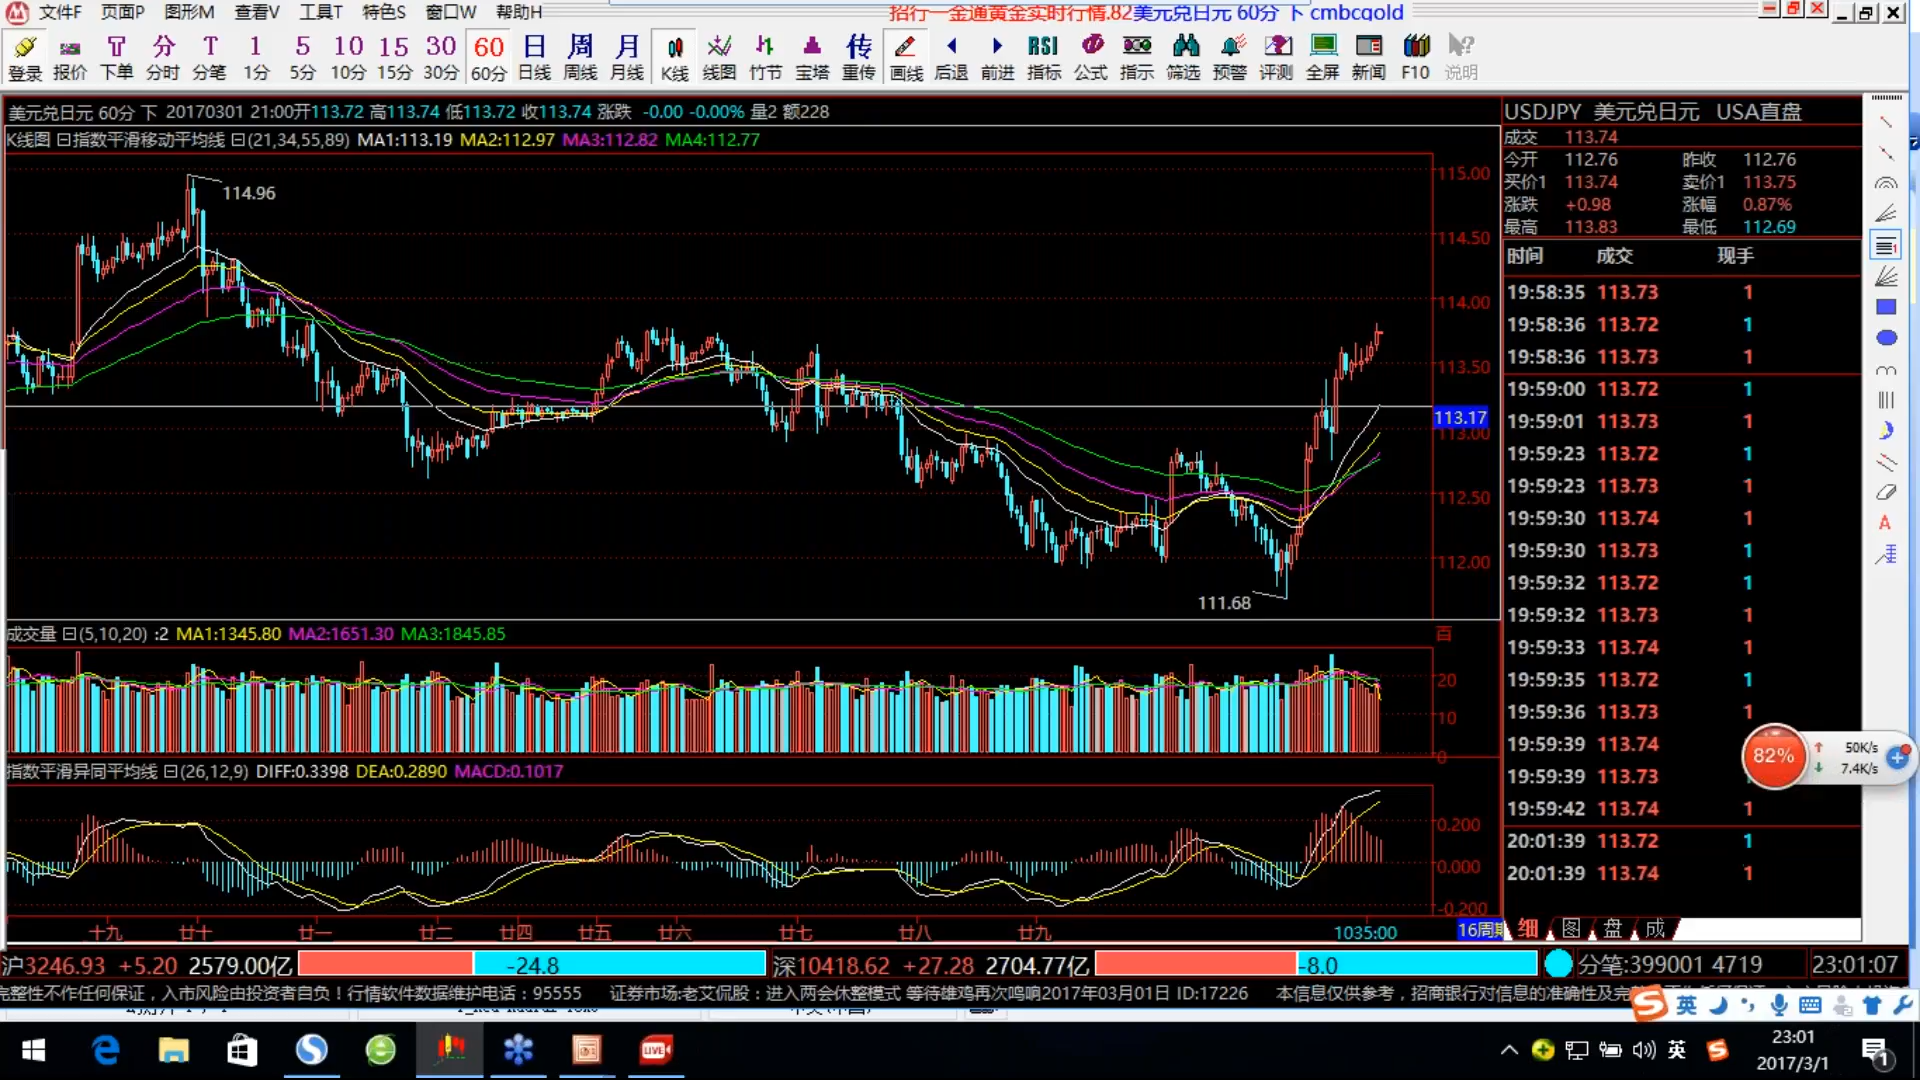 文件F 页面P 图形M 查看V 工具T 特色S 窗口W 帮助H
招行一金通黄金实时行情.82美元兑日元 60分 下 cmbcgold
登录 报价 下单 分时 分笔 1分 5分 10分 15分 30分 60分 日线 周线 月线 K线 线图 竹节 宝塔 重传 画线 后退 前进 指标 公式 指示 筛选 预警 评测 全屏 新闻 F10 说明
美元兑日元 60分 下 20170301 21:00开113.72 高113.74 低113.72 收113.74 涨跌 -0.00 -0.00% 量2 额228
K线图 曰指数平滑移动平均线 曰(21,34,55,89) MA1:113.19 MA2:112.97 MA3:112.82 MA4:112.77
114.96
111.68
115.00
114.50
114.00
113.50
113.17
113.00
112.50
112.00
成交量 曰(5,10,20) :2 MA1:1345.80 MA2:1651.30 MA3:1845.85
百
20
10
0
指数平滑异同平均线 曰(26,12,9) DIFF:0.3398 DEA:0.2890 MACD:0.1017
0.200
0.000
-0.200
十九 廿十 廿一 廿二 廿四 廿五 廿六 廿七 廿八 廿九 1035:00 16周期
USDJPY 美元兑日元 USA直盘
成交 113.74
今开 112.76 昨收 112.76
买价1 113.74 卖价1 113.75
涨跌 +0.98 涨幅 0.87%
最高 113.83 最低 112.69
时间 成交 现手
19:58:35 113.73 1
19:58:36 113.72 1
19:58:36 113.73 1
19:59:00 113.72 1
19:59:01 113.73 1
19:59:23 113.72 1
19:59:23 113.73 1
19:59:30 113.74 1
19:59:30 113.73 1
19:59:32 113.72 1
19:59:32 113.73 1
19:59:33 113.74 1
19:59:35 113.72 1
19:59:36 113.73 1
19:59:39 113.74
19:59:39 113.73
19:59:42 113.74 1
20:01:39 113.72 1
20:01:39 113.74 1
82% 50K/s
7.4K/s
细 图 盘 成
沪3246.93 +5.20 2579.00亿 -24.8 深10418.62 +27.28 2704.77亿 -8.0 分笔:399001 4719 23:01:07
完整性不作任何保证，入市风险由投资者自负！行情软件数据维护电话：95555 证券市场:老艾侃股：进入两会休整模式 等待雄鸡再次鸣响2017年03月01日 ID:17226 本信息仅供参考，招商银行对信息的准确性及完
英
LIVE
英
23:01
2017/3/1
1